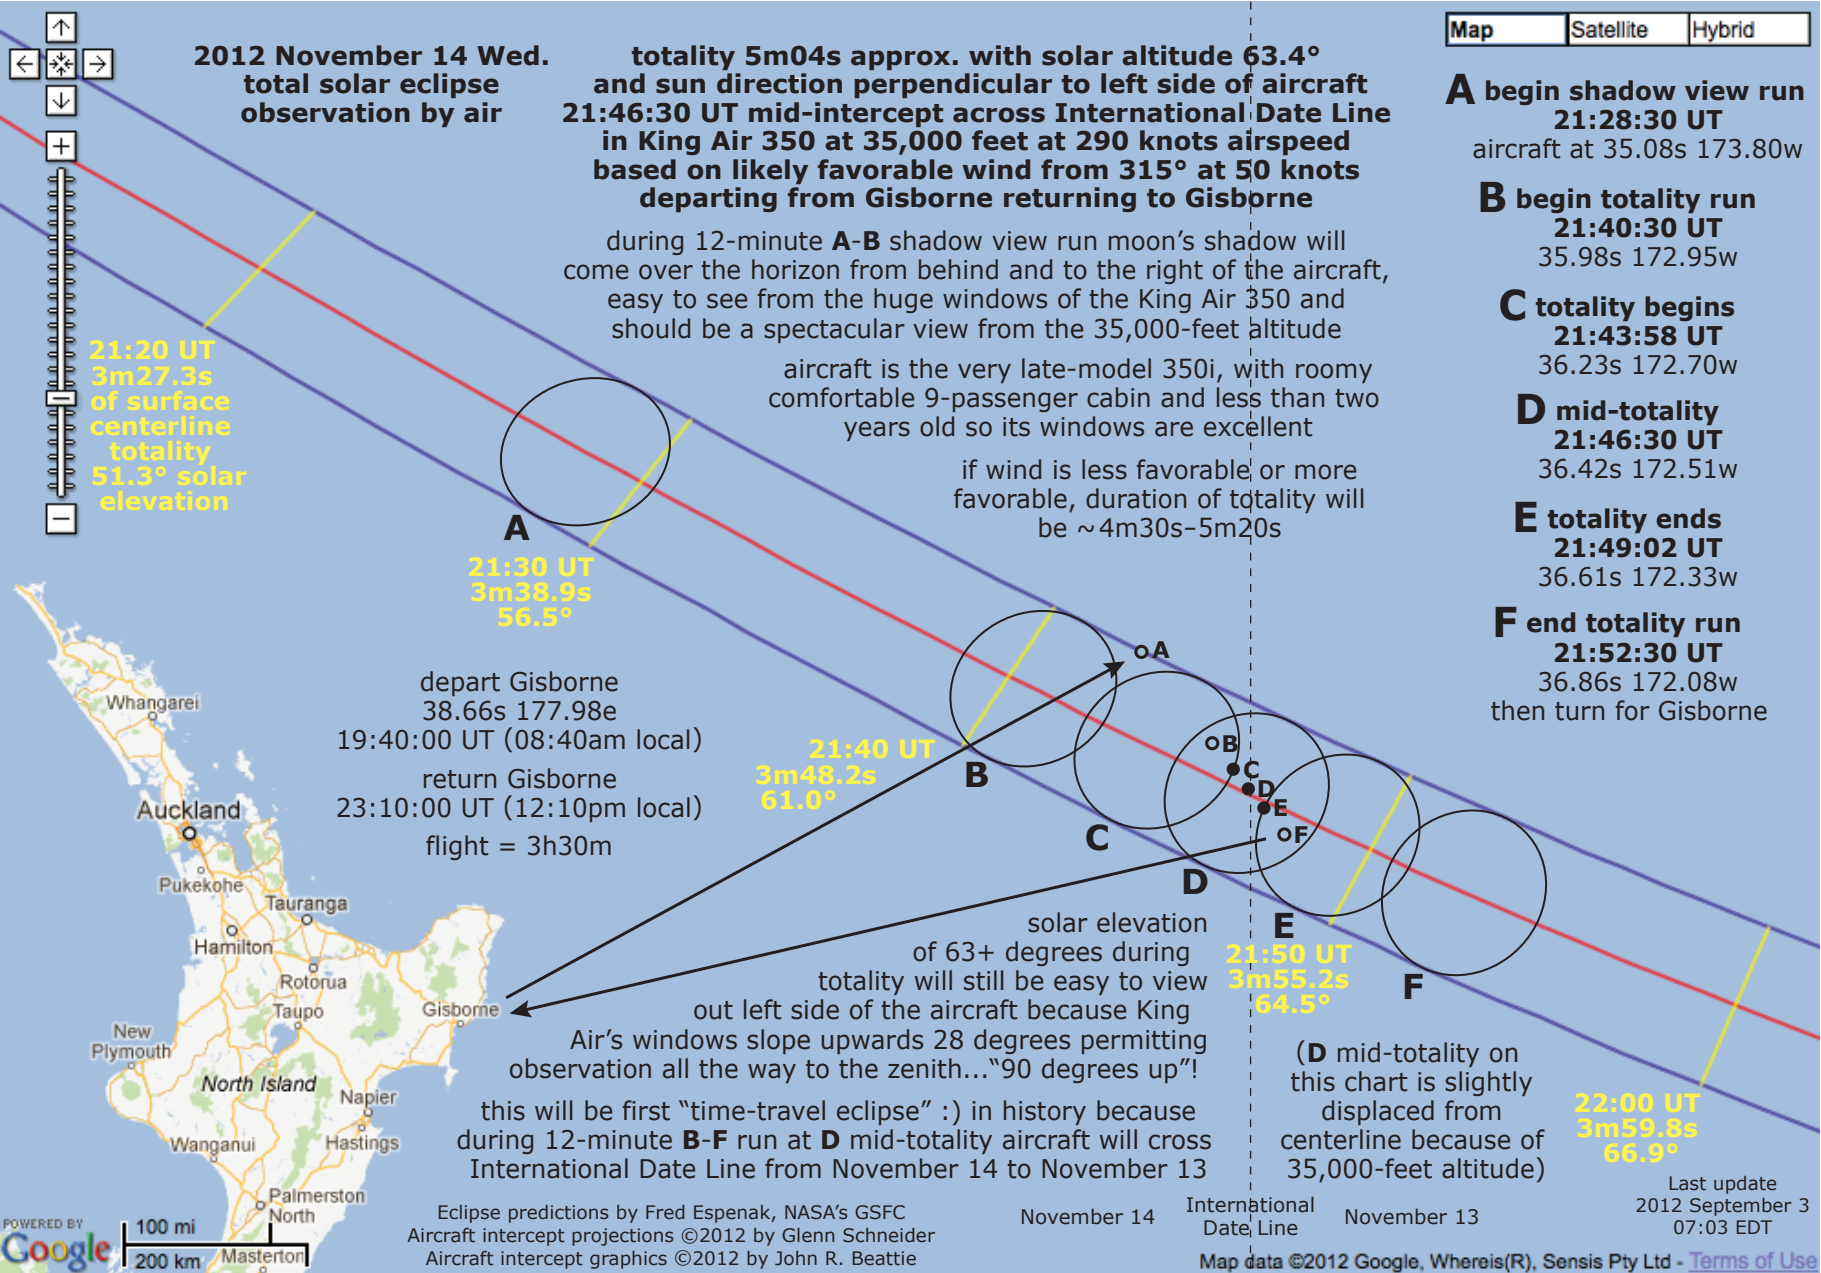 2012 November 14 Wed.
total solar eclipse
observation by air
totality 5m04s approx. with solar altitude 63.4°
and sun direction perpendicular to left side of aircraft
21:46:30 UT mid-intercept across International Date Line
in King Air 350 at 35,000 feet at 290 knots airspeed
based on likely favorable wind from 315° at 50 knots
departing from Gisborne returning to Gisborne
during 12-minute A-B shadow view run moon's shadow will
come over the horizon from behind and to the right of the aircraft,
easy to see from the huge windows of the King Air 350 and
should be a spectacular view from the 35,000-feet altitude
aircraft is the very late-model 350i, with roomy
comfortable 9-passenger cabin and less than two
years old so its windows are excellent
if wind is less favorable or more
favorable, duration of totality will
be ~4m30s–5m20s
Map
Satellite
Hybrid
A begin shadow view run
21:28:30 UT
aircraft at 35.08s 173.80w
B begin totality run
21:40:30 UT
35.98s 172.95w
C totality begins
21:43:58 UT
36.23s 172.70w
D mid-totality
21:46:30 UT
36.42s 172.51w
E totality ends
21:49:02 UT
36.61s 172.33w
F end totality run
21:52:30 UT
36.86s 172.08w
then turn for Gisborne
21:20 UT
3m27.3s
of surface
centerline
totality
51.3° solar
elevation
A
21:30 UT
3m38.9s
56.5°
depart Gisborne
38.66s 177.98e
19:40:00 UT (08:40am local)
return Gisborne
23:10:00 UT (12:10pm local)
flight = 3h30m
21:40 UT
3m48.2s
61.0°
B
C
D
E
F
A
B
C
D
E
F
21:50 UT
3m55.2s
64.5°
22:00 UT
3m59.8s
66.9°
solar elevation
of 63+ degrees during
totality will still be easy to view
out left side of the aircraft because King
Air's windows slope upwards 28 degrees permitting
observation all the way to the zenith...“90 degrees up”!
this will be first “time-travel eclipse” :) in history because
during 12-minute B-F run at D mid-totality aircraft will cross
International Date Line from November 14 to November 13
(D mid-totality on
this chart is slightly
displaced from
centerline because of
35,000-feet altitude)
Whangarei
Auckland
Pukekohe
Tauranga
Hamilton
Rotorua
Taupo
Gisborne
New
Plymouth
North Island
Napier
Wanganui
Hastings
Palmerston
North
Masterton
POWERED BY
Google
100 mi
200 km
Eclipse predictions by Fred Espenak, NASA's GSFC
Aircraft intercept projections ©2012 by Glenn Schneider
Aircraft intercept graphics ©2012 by John R. Beattie
November 14
International
Date Line
November 13
Last update
2012 September 3
07:03 EDT
Map data ©2012 Google, Whereis(R), Sensis Pty Ltd - Terms of Use